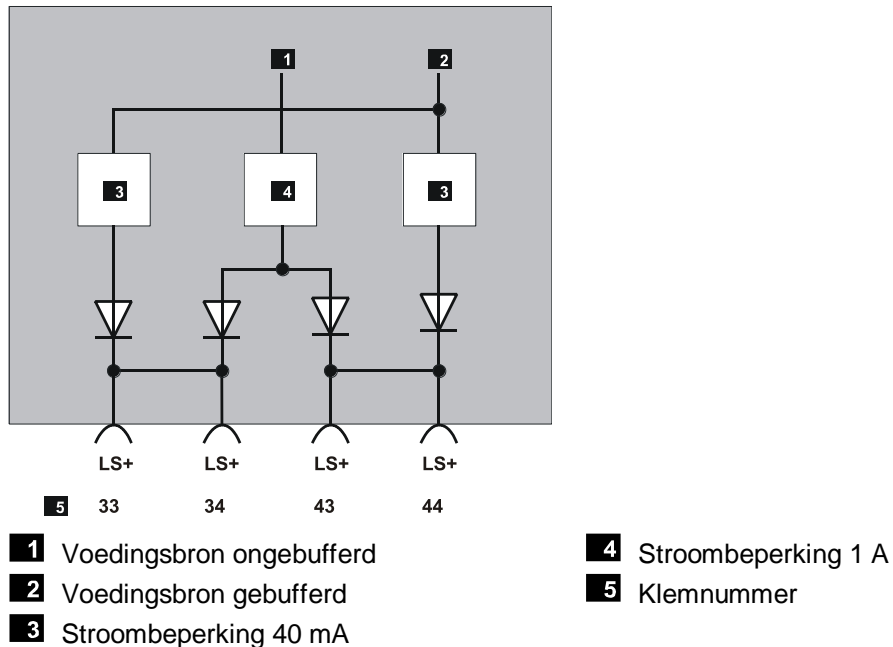 1 2
3 4 3
LS+ LS+ LS+ LS+
5 33 34 43 44
1 Voedingsbron ongebufferd
2 Voedingsbron gebufferd
3 Stroombeperking 40 mA
4 Stroombeperking 1 A
5 Klemnummer